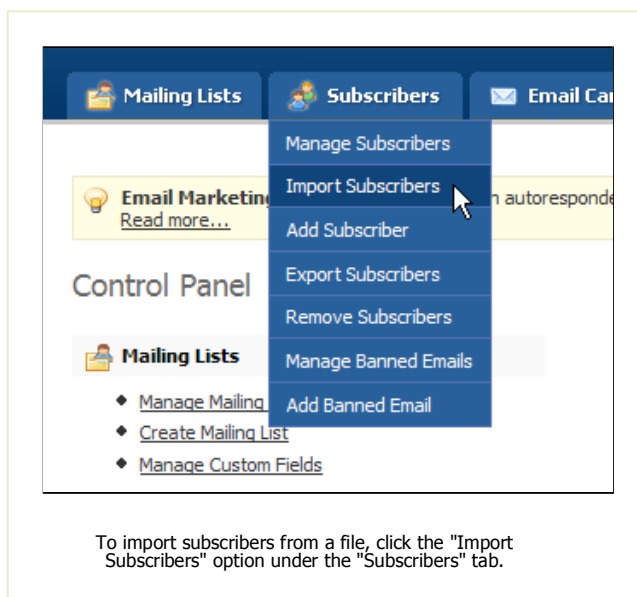 Mailing Lists
Subscribers
Email Car
Manage Subscribers
Import Subscribers
Add Subscriber
Export Subscribers
Remove Subscribers
Manage Banned Emails
Add Banned Email
Email Marketing
n autoresponde
Read more...
Control Panel
Mailing Lists
Manage Mailing
Create Mailing List
Manage Custom Fields
To import subscribers from a file, click the "Import
Subscribers" option under the "Subscribers" tab.